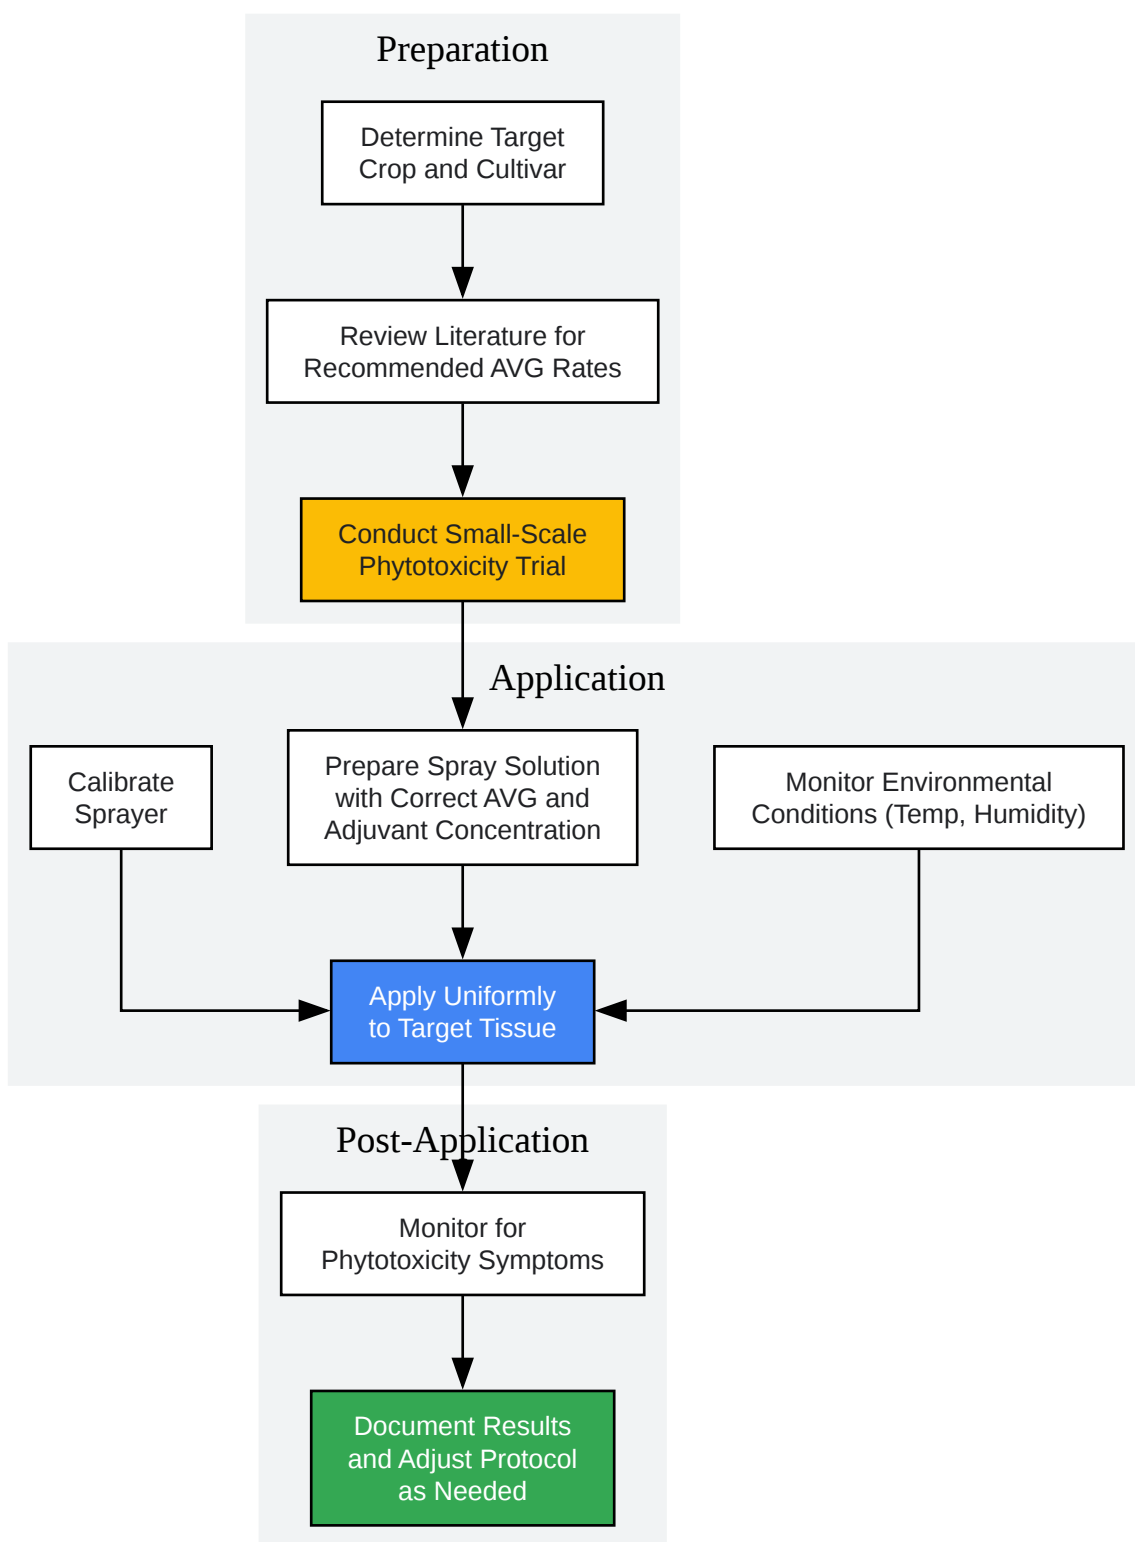 Preparation
Determine Target
Crop and Cultivar
Review Literature for
Recommended AVG Rates
Conduct Small-Scale
Phytotoxicity Trial
Application
Calibrate
Sprayer
Prepare Spray Solution
with Correct AVG and
Adjuvant Concentration
Monitor Environmental
Conditions (Temp, Humidity)
Apply Uniformly
to Target Tissue
Post-Application
Monitor for
Phytotoxicity Symptoms
Document Results
and Adjust Protocol
as Needed